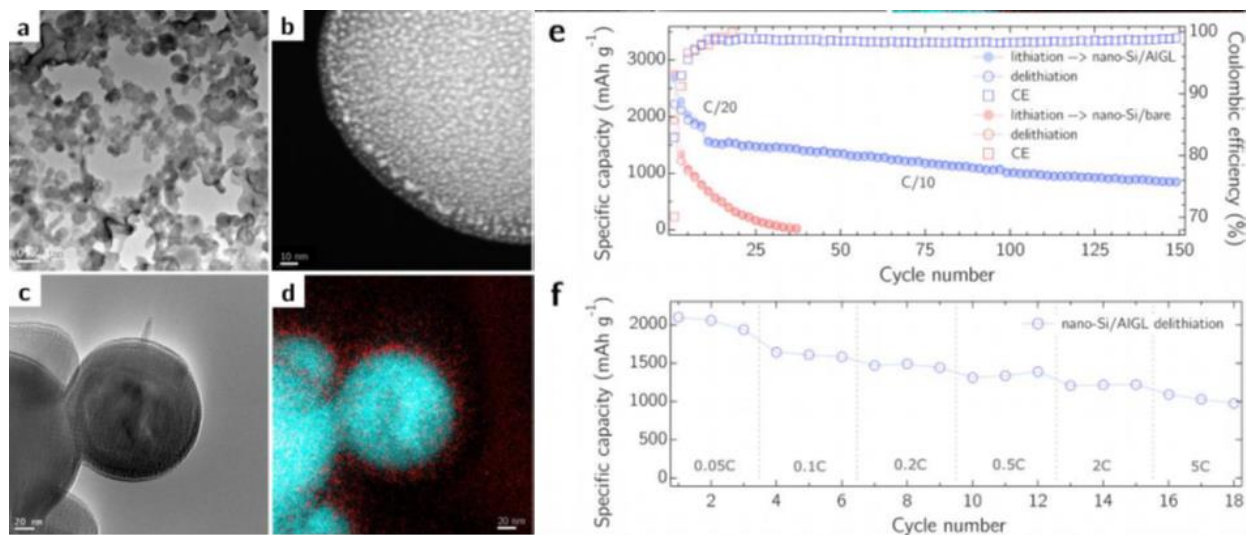 a
b
10 nm
c
20 nm
d
20 nm
e
Specific capacity (mAh g⁻¹)
3000
2000
1000
0
C/20
C/10
lithiation --> nano-Si/AlGL
delithiation
CE
lithiation --> nano-Si/bare
delithiation
CE
100
90
80
70
Coulombic efficiency (%)
25 50 75 100 125 150
Cycle number
f
Specific capacity (mAh g⁻¹)
2000
1500
1000
500
0
nano-Si/AlGL delithiation
0.05C 0.1C 0.2C 0.5C 2C 5C
2 4 6 8 10 12 14 16 18
Cycle number